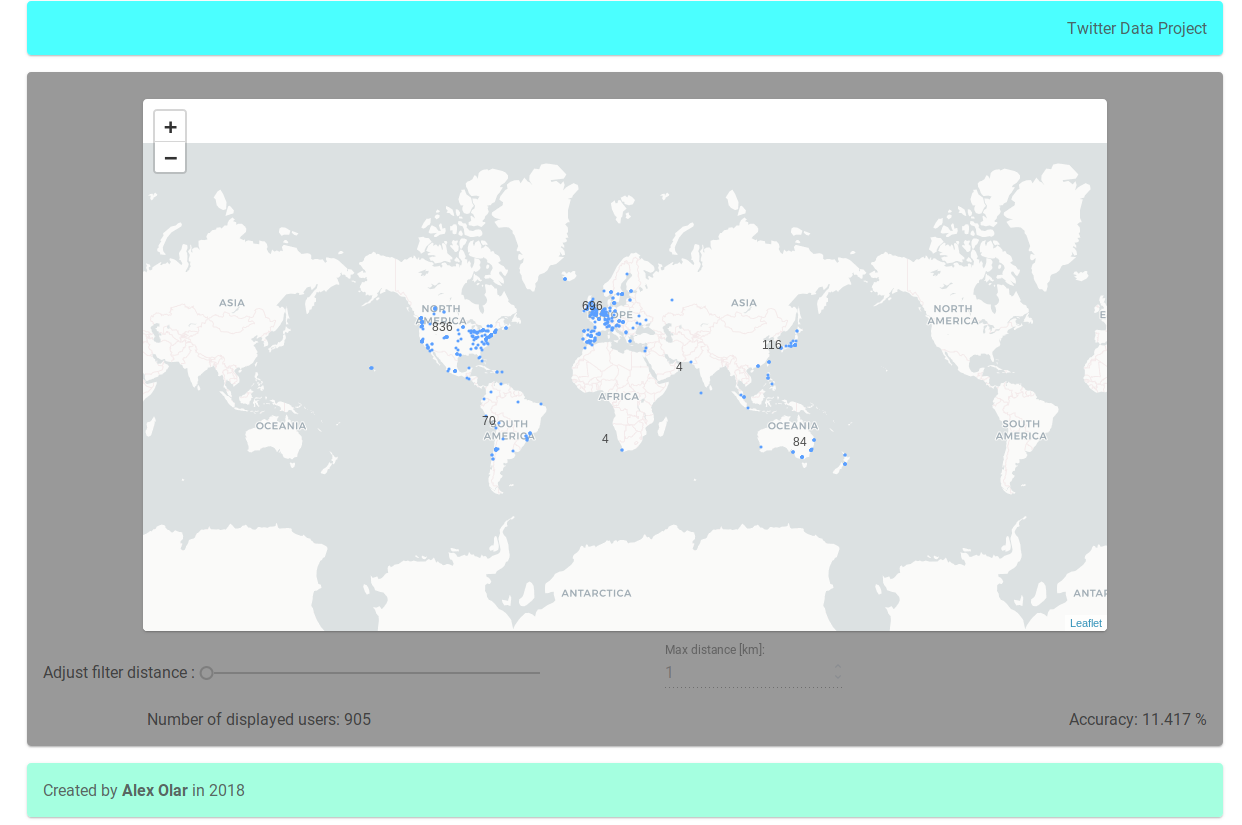 Twitter Data Project
+
−
ASIA
NORTH
AMERICA
836
696
OPE
ASIA
116
NORTH
AMERICA
E
4
AFRICA
70
OUTH
AMERICA
4
OCEANIA
OCEANIA
84
SOUTH
AMERICA
ANTARCTICA
ANTAR
Leaflet
Adjust filter distance :
Max distance [km]:
1
Number of displayed users: 905
Accuracy: 11.417 %
Created by Alex Olar in 2018